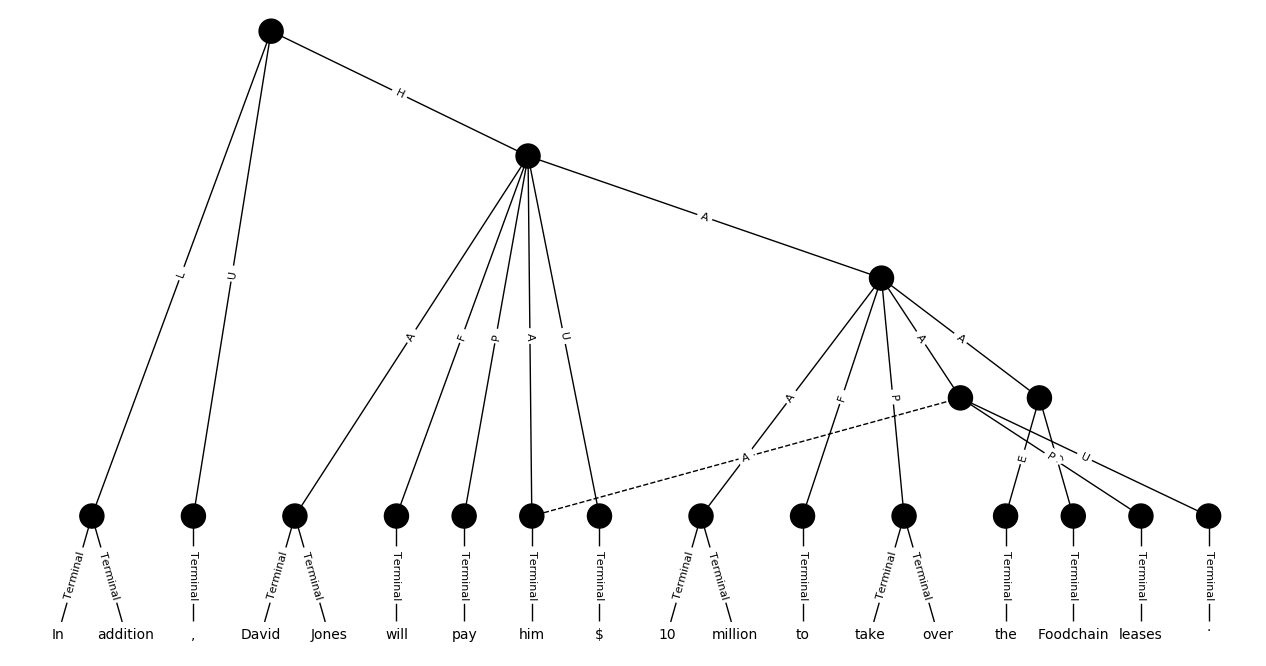 H
A
L U
A F P A U
A A
A F P
A
E P U
Terminal Terminal Terminal Terminal Terminal Terminal Terminal Terminal Terminal Terminal Terminal Terminal Terminal Terminal Terminal Terminal Terminal Terminal
In addition , David Jones will pay him $ 10 million to take over the Foodchain leases .